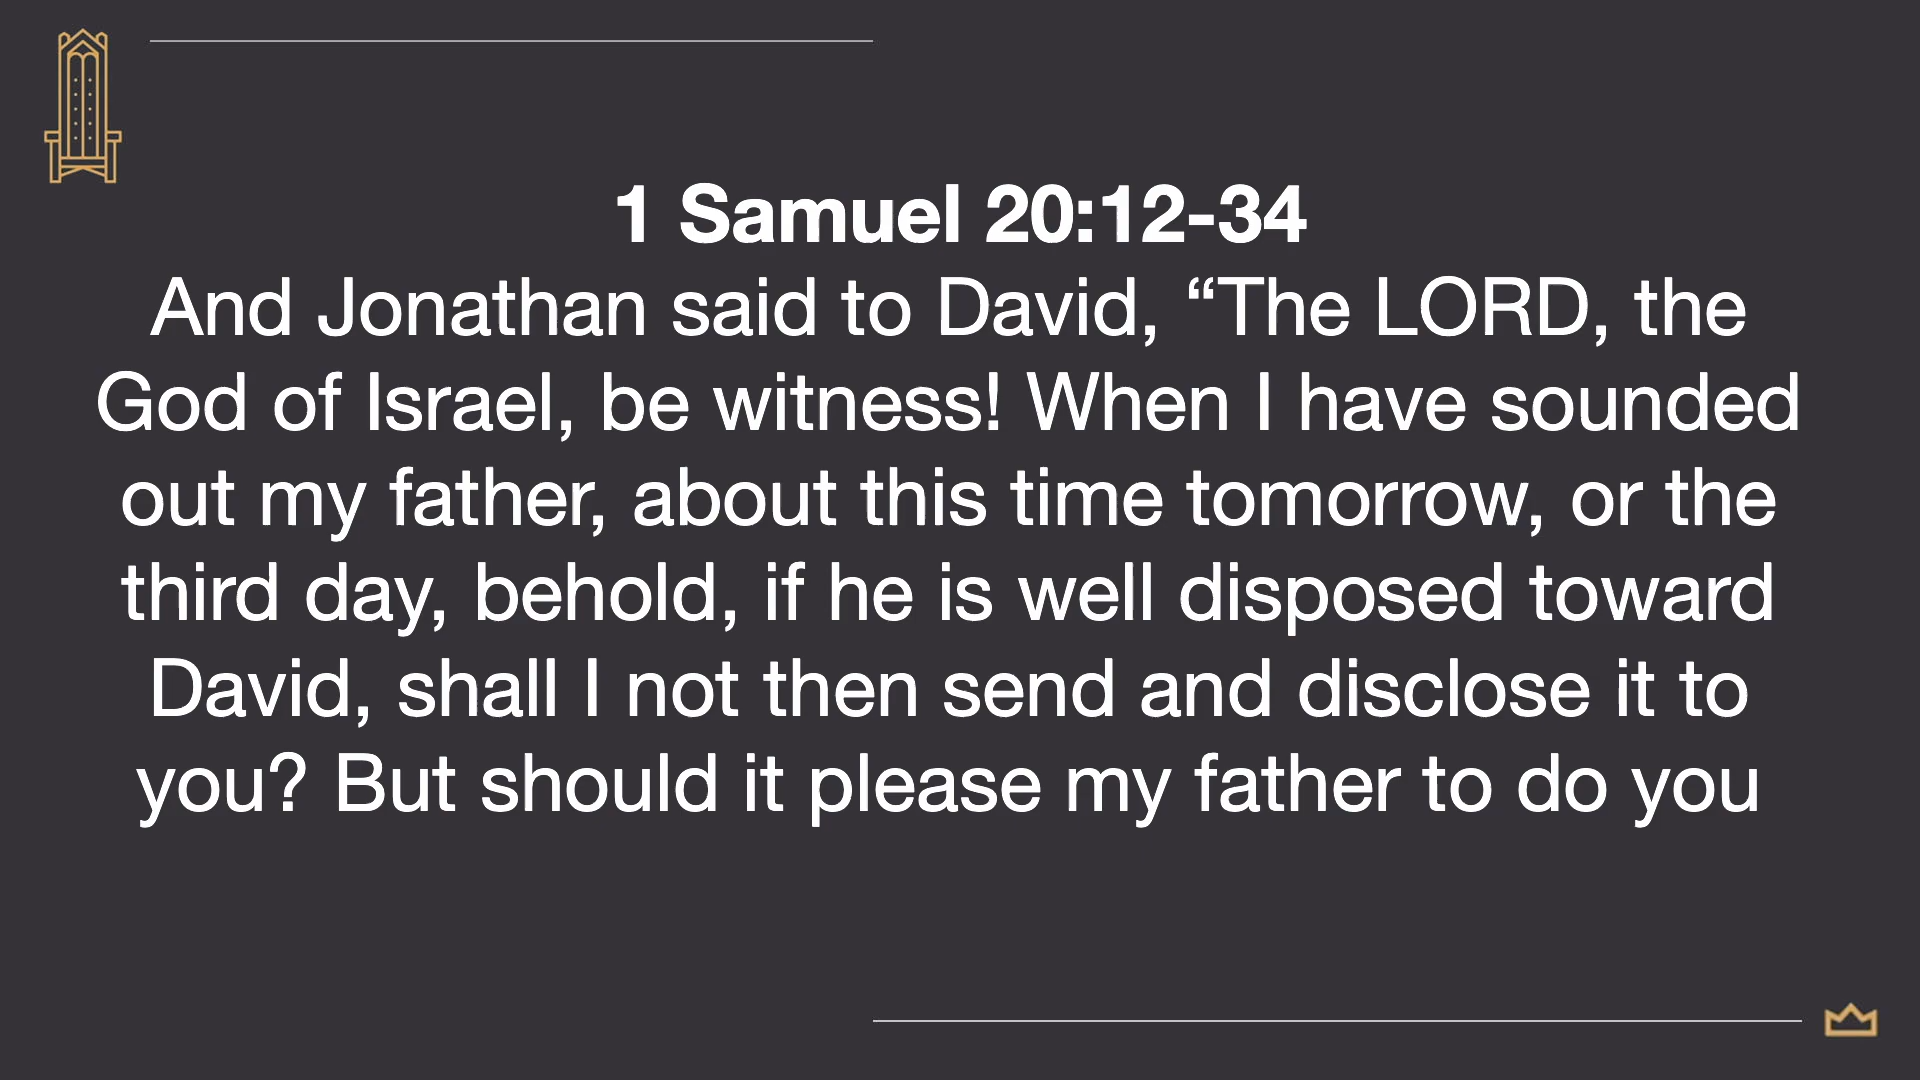 1 Samuel 20:12-34
And Jonathan said to David, “The LORD, the
God of Israel, be witness! When I have sounded
out my father, about this time tomorrow, or the
third day, behold, if he is well disposed toward
David, shall I not then send and disclose it to
you? But should it please my father to do you